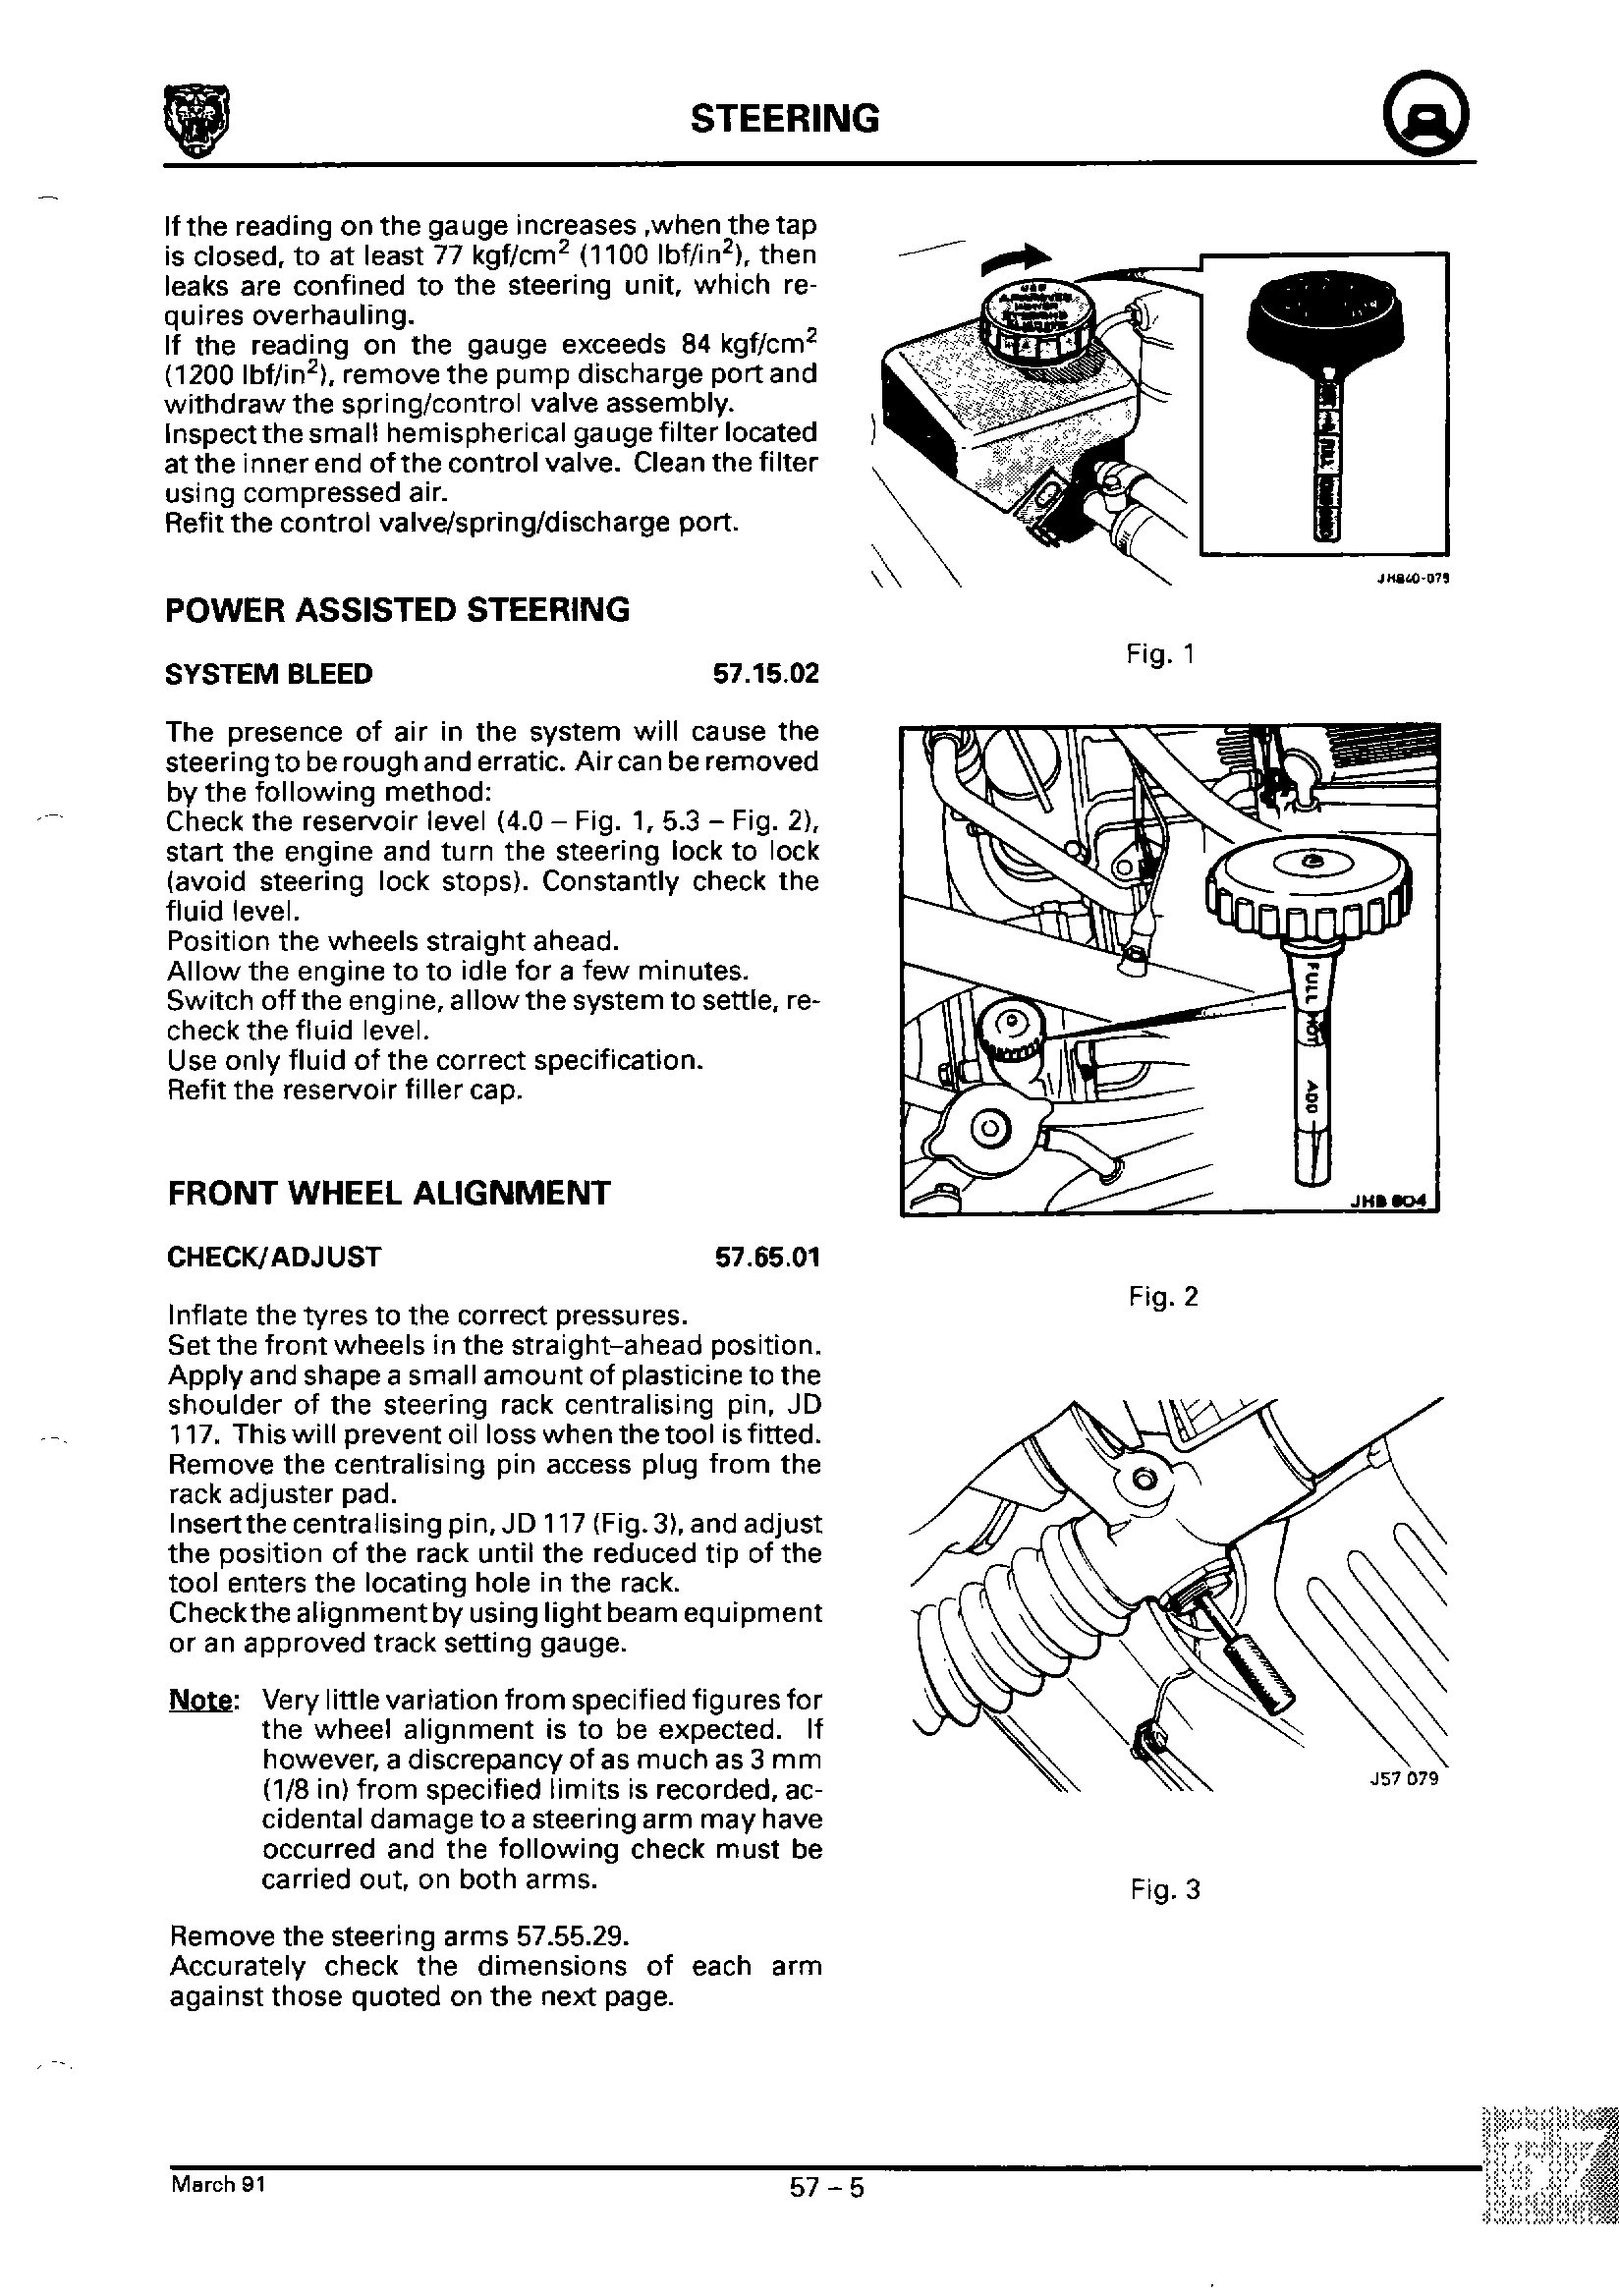 STEERING
If the reading on the gauge increases ,when the tap
is closed, to at least 77 kgf/cm² (1100 lbf/in²), then
leaks are confined to the steering unit, which re-
quires overhauling.
If the reading on the gauge exceeds 84 kgf/cm²
(1200 lbf/in²), remove the pump discharge port and
withdraw the spring/control valve assembly.
Inspect the small hemispherical gauge filter located
at the inner end of the control valve. Clean the filter
using compressed air.
Refit the control valve/spring/discharge port.
POWER ASSISTED STEERING
SYSTEM BLEED 57.15.02
The presence of air in the system will cause the
steering to be rough and erratic. Air can be removed
by the following method:
Check the reservoir level (4.0 – Fig. 1, 5.3 – Fig. 2),
start the engine and turn the steering lock to lock
(avoid steering lock stops). Constantly check the
fluid level.
Position the wheels straight ahead.
Allow the engine to to idle for a few minutes.
Switch off the engine, allow the system to settle, re-
check the fluid level.
Use only fluid of the correct specification.
Refit the reservoir filler cap.
FRONT WHEEL ALIGNMENT
CHECK/ADJUST 57.65.01
Inflate the tyres to the correct pressures.
Set the front wheels in the straight–ahead position.
Apply and shape a small amount of plasticine to the
shoulder of the steering rack centralising pin, JD
117. This will prevent oil loss when the tool is fitted.
Remove the centralising pin access plug from the
rack adjuster pad.
Insert the centralising pin, JD 117 (Fig. 3), and adjust
the position of the rack until the reduced tip of the
tool enters the locating hole in the rack.
Check the alignment by using light beam equipment
or an approved track setting gauge.
Note: Very little variation from specified figures for
the wheel alignment is to be expected. If
however, a discrepancy of as much as 3 mm
(1/8 in) from specified limits is recorded, ac-
cidental damage to a steering arm may have
occurred and the following check must be
carried out, on both arms.
Remove the steering arms 57.55.29.
Accurately check the dimensions of each arm
against those quoted on the next page.
FULL
JH840-079
Fig. 1
FULL
HOT
ADD
JHB 804
Fig. 2
J57 079
Fig. 3
March 91
57 – 5
57